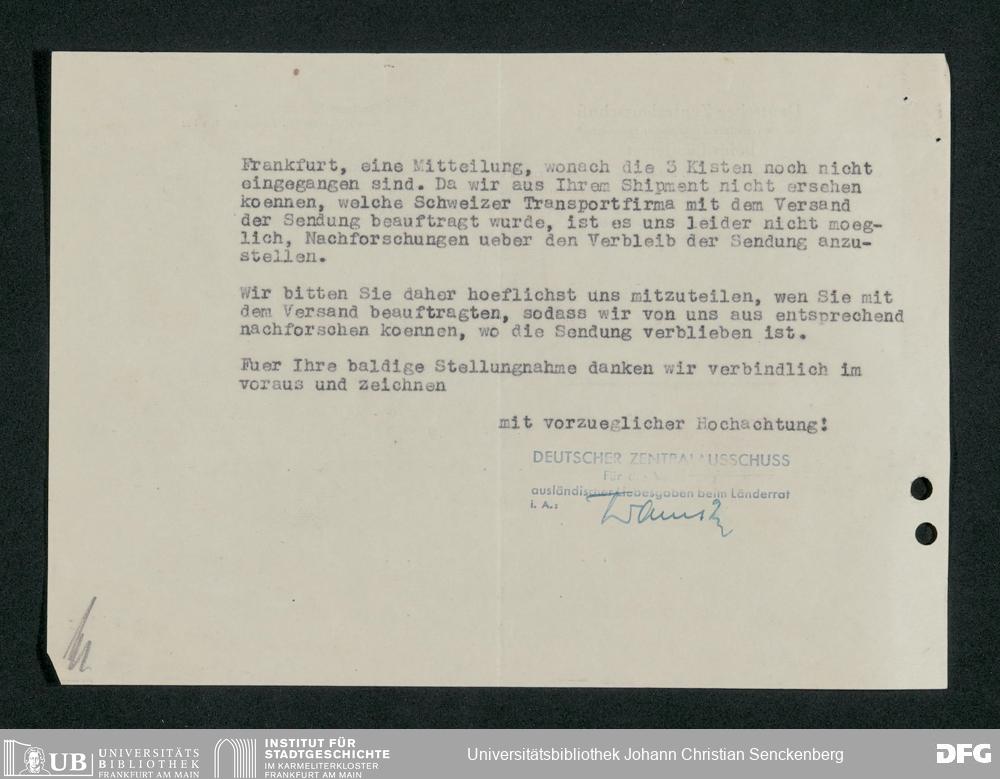 Frankfurt, eine Mitteilung, wonach die 3 Kisten noch nicht
eingegangen sind. Da wir aus Ihrem Shipment nicht ersehen
koennen, welche Schweizer Transportfirma mit dem Versand
der Sendung beauftragt wurde, ist es uns leider nicht moeg-
lich, Nachforschungen ueber den Verbleib der Sendung anzu-
stellen.
Wir bitten Sie daher hoeflichst uns mitzuteilen, wen Sie mit
dem Versand beauftragten, sodass wir von uns aus entsprechend
nachforschen koennen, wo die Sendung verblieben ist.
Fuer Ihre baldige Stellungnahme danken wir verbindlich im
voraus und zeichnen
mit vorzueglicher Hochachtung!
DEUTSCHER ZENTRALAUSSCHUSS
Für
ausländischer Liebesgaben beim Länderrat
i. A.:
UB UNIVERSITÄTS
BIBLIOTHEK
FRANKFURT AM MAIN
INSTITUT FÜR
STADTGESCHICHTE
IM KARMELITERKLOSTER
FRANKFURT AM MAIN
Universitätsbibliothek Johann Christian Senckenberg
DFG